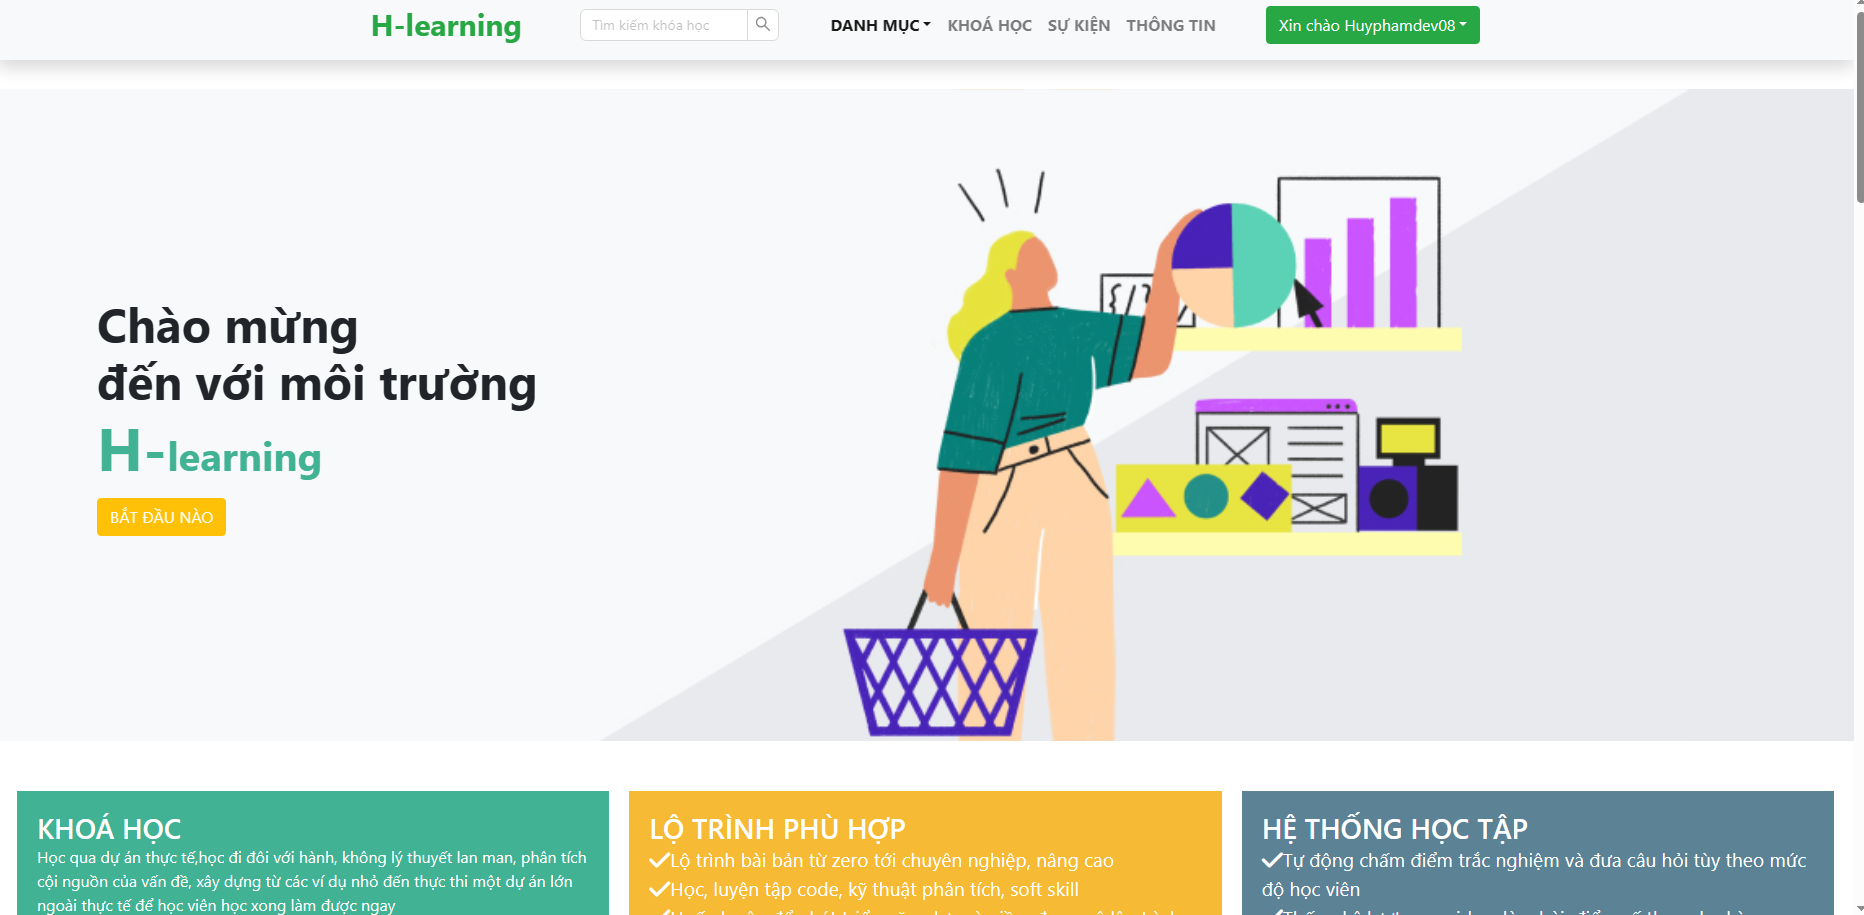 H-learning
Tìm kiếm khóa học
DANH MỤC
KHOÁ HỌC
SỰ KIỆN
THÔNG TIN
Xin chào Huyphamdev08
Chào mừng
đến với môi trường
H-learning
BẮT ĐẦU NÀO
KHOÁ HỌC
Học qua dự án thực tế,học đi đôi với hành, không lý thuyết lan man, phân tích
cội nguồn của vấn đề, xây dựng từ các ví dụ nhỏ đến thực thi một dự án lớn
ngoài thực tế để học viên học xong làm được ngay
LỘ TRÌNH PHÙ HỢP
Lộ trình bài bản từ zero tới chuyên nghiệp, nâng cao
Học, luyện tập code, kỹ thuật phân tích, soft skill
HỆ THỐNG HỌC TẬP
Tự động chấm điểm trắc nghiệm và đưa câu hỏi tùy theo mức
độ học viên